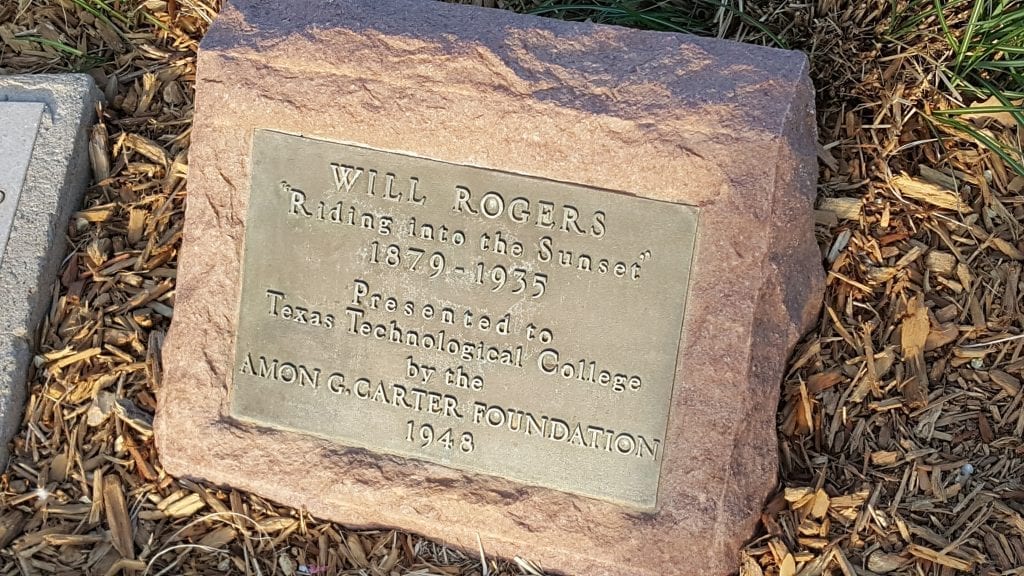 WILL ROGERS
"Riding into the Sunset"
1879-1935
Presented to
Texas Technological College
by the
AMON G. CARTER FOUNDATION
1948